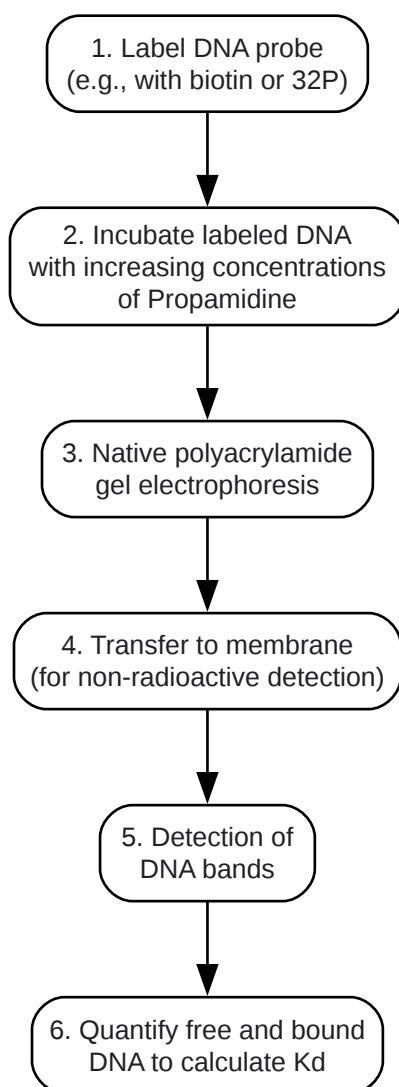 1. Label DNA probe
(e.g., with biotin or 32P)
2. Incubate labeled DNA
with increasing concentrations
of Propamidine
3. Native polyacrylamide
gel electrophoresis
4. Transfer to membrane
(for non-radioactive detection)
5. Detection of
DNA bands
6. Quantify free and bound
DNA to calculate Kd